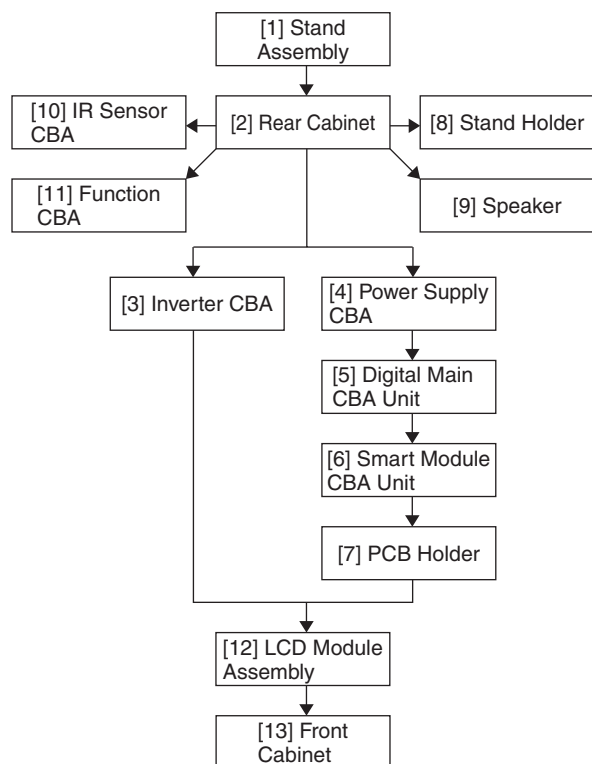 [1] Stand
Assembly
[10] IR Sensor
CBA
[2] Rear Cabinet
[8] Stand Holder
[11] Function
CBA
[9] Speaker
[3] Inverter CBA
[4] Power Supply
CBA
[5] Digital Main
CBA Unit
[6] Smart Module
CBA Unit
[7] PCB Holder
[12] LCD Module
Assembly
[13] Front
Cabinet